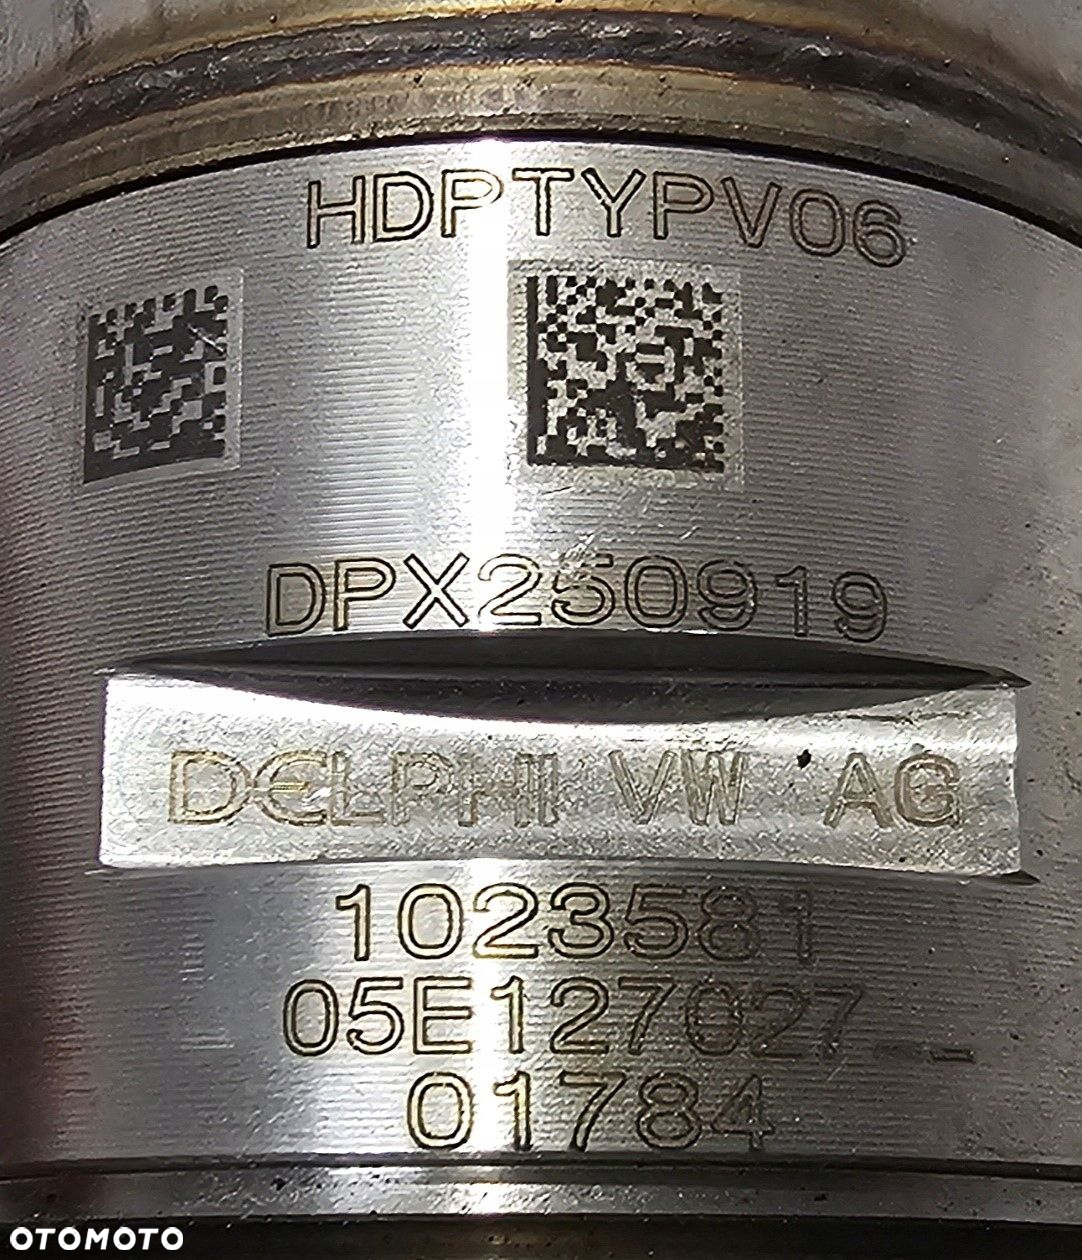 HDPTYPV06
DPX250919
DELPHI VW AG
1023581
05E127027 _ _
01784
OTOMOTO